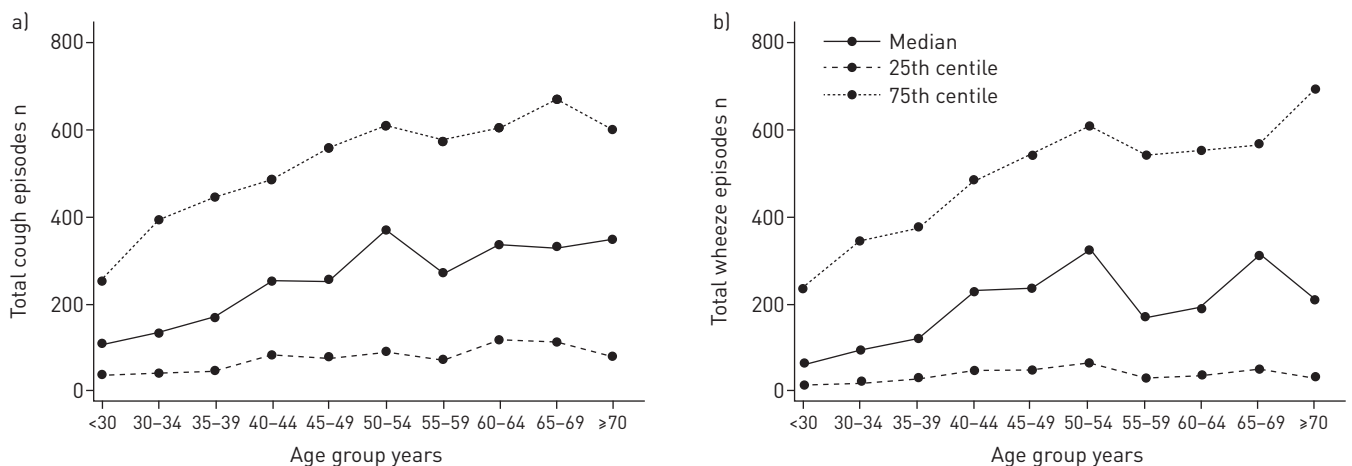 a)
800
600
400
200
0
Total cough episodes n
<30 30–34 35–39 40–44 45–49 50–54 55–59 60–64 65–69 ≥70
Age group years
b)
800
600
400
200
0
Total wheeze episodes n
Median
25th centile
75th centile
<30 30–34 35–39 40–44 45–49 50–54 55–59 60–64 65–69 ≥70
Age group years